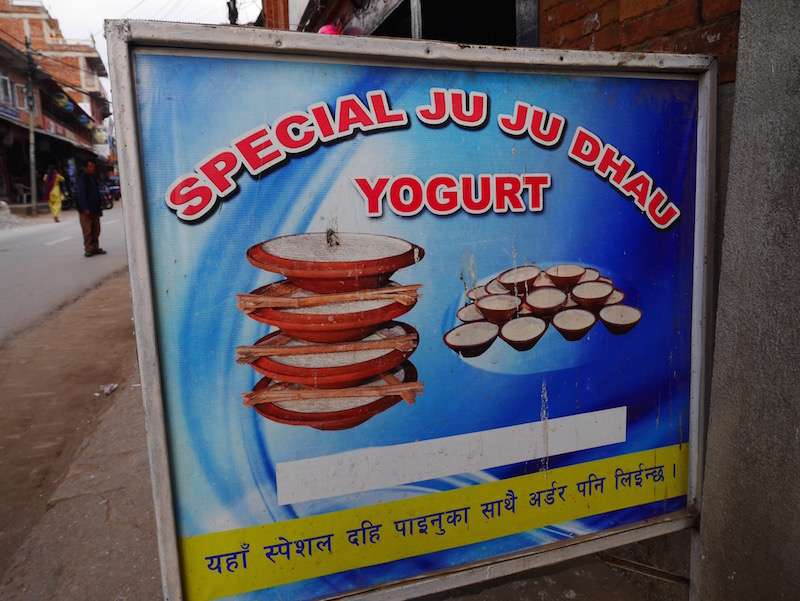 SPECIAL JU JU DHAU
YOGURT
यहाँ स्पेशल दहि पाइनुका साथै अर्डर पनि लिईन्छ ।